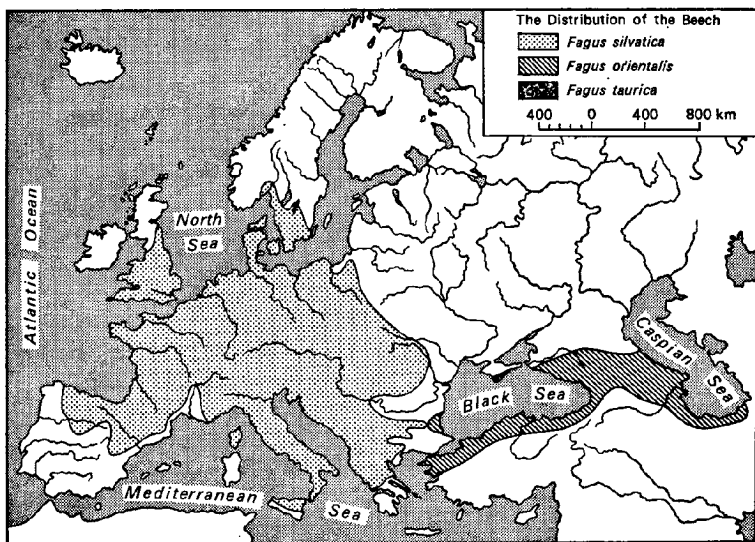 The Distribution of the Beech
Fagus silvatica
Fagus orientalis
Fagus taurica
400 0 400 800 km
Atlantic Ocean
North
Sea
Black Sea
Caspian Sea
Mediterranean
Sea